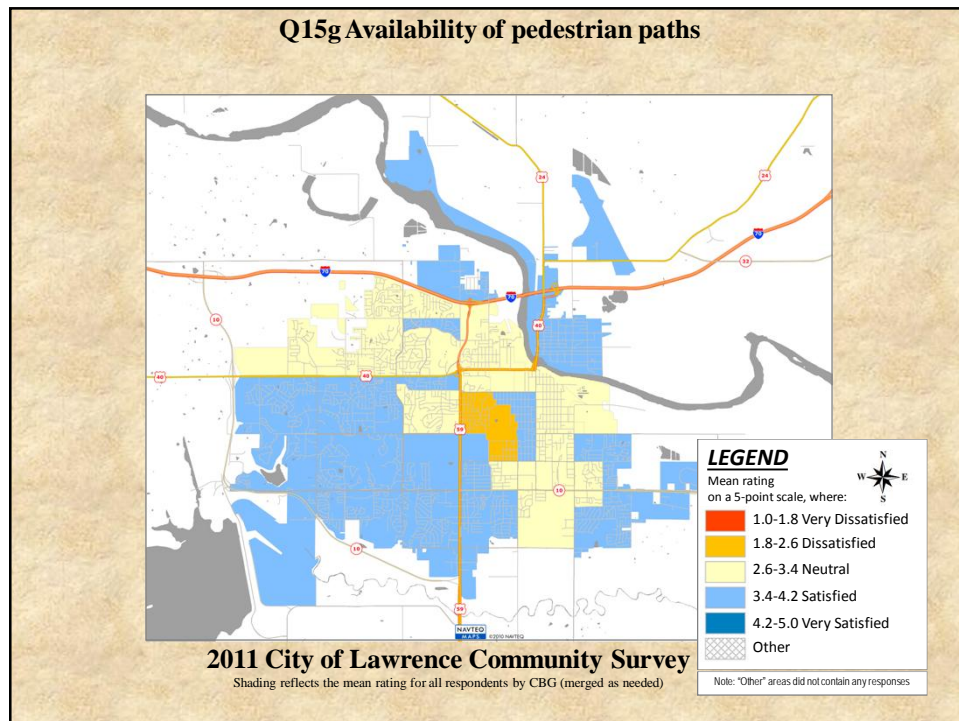 Q15g Availability of pedestrian paths
24
24
70
70
32
10
70
40
40
40
59
10
10
59
NAVTEQ
MAPS ©2010 NAVTEQ
LEGEND
N
W E
S
Mean rating
on a 5-point scale, where:
1.0-1.8 Very Dissatisfied
1.8-2.6 Dissatisfied
2.6-3.4 Neutral
3.4-4.2 Satisfied
4.2-5.0 Very Satisfied
Other
Note: "Other" areas did not contain any responses
2011 City of Lawrence Community Survey
Shading reflects the mean rating for all respondents by CBG (merged as needed)